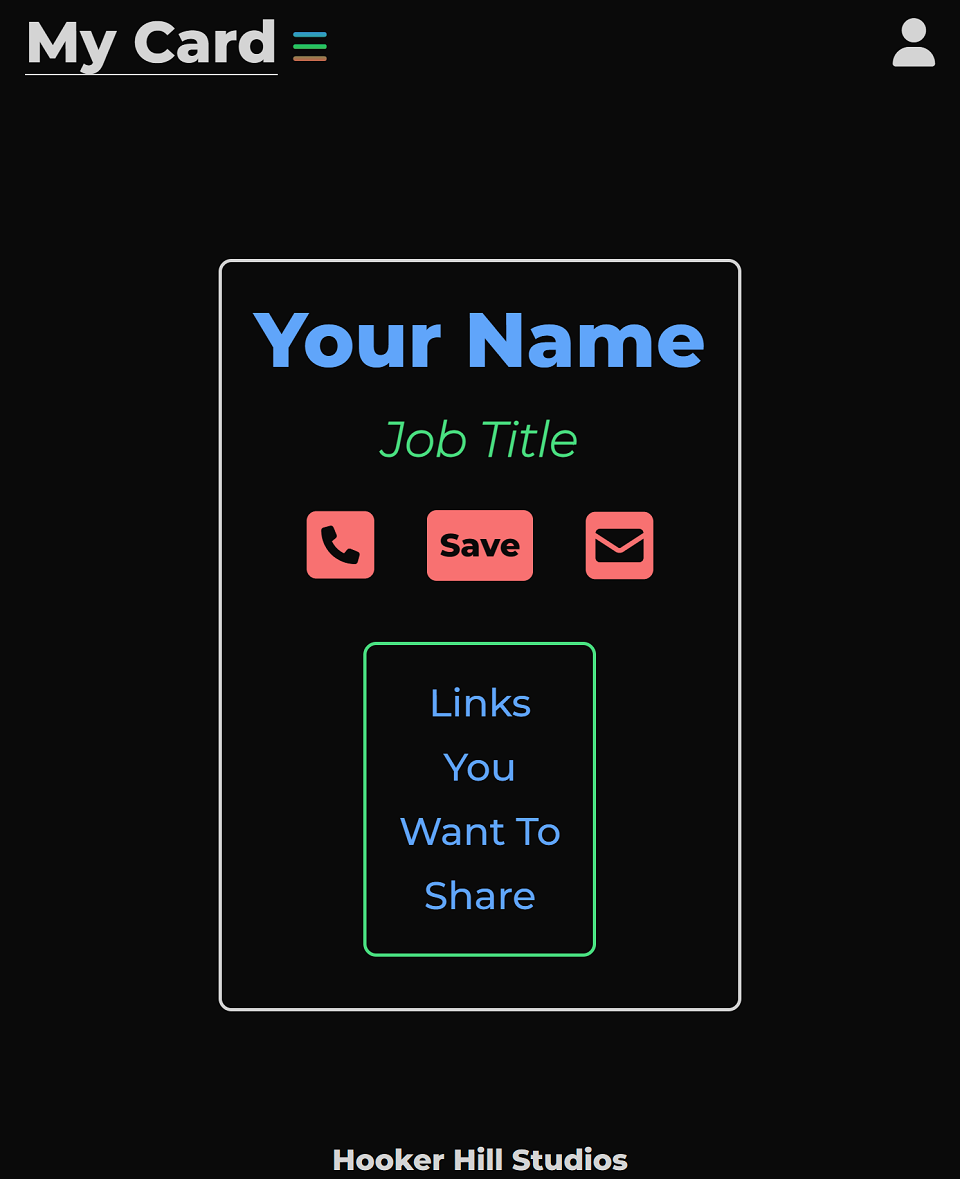 My Card
Your Name
Job Title
Save
Links
You
Want To
Share
Hooker Hill Studios